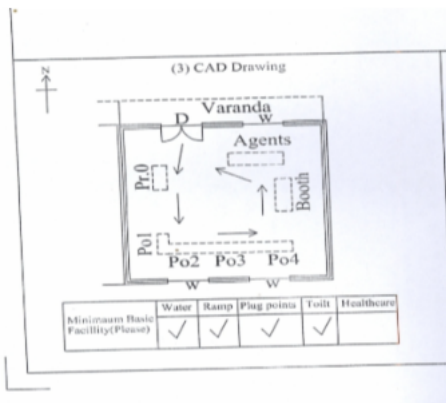 N
(3) CAD Drawing
Varanda
D W
Agents
Pr.0
Booth
Po1
Po2 Po3 Po4
W W
Minimaum Basic Facillity(Please) Water Ramp Plug points Toilt Healthcare
✓ ✓ ✓ ✓